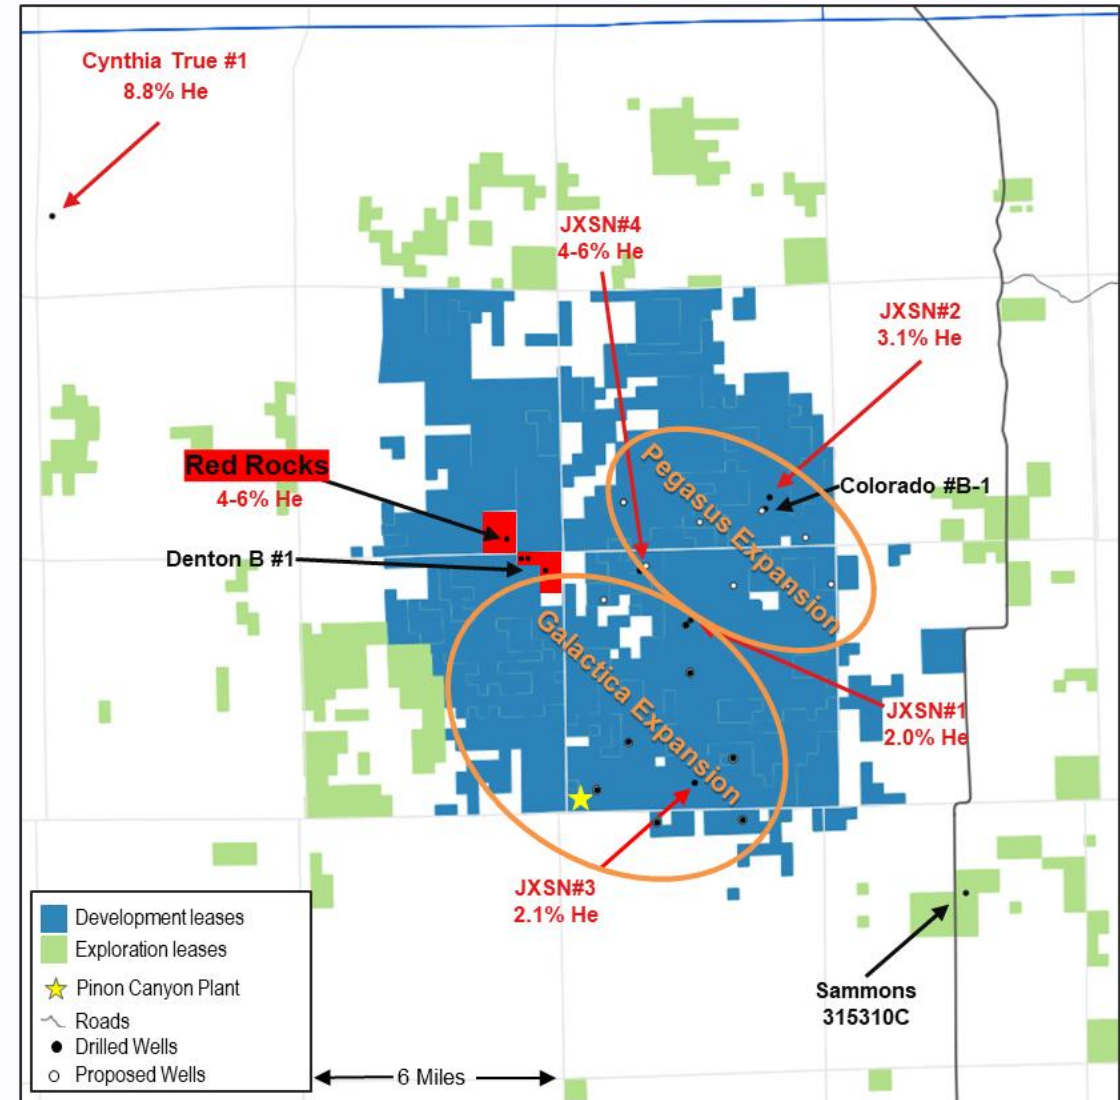 Cynthia True #1
8.8% He
JXSN#4
4-6% He
JXSN#2
3.1% He
Red Rocks
4-6% He
Colorado #B-1
Denton B #1
Pegasus Expansion
Galactica Expansion
JXSN#1
2.0% He
JXSN#3
2.1% He
Sammons
315310C
Development leases
Exploration leases
Pinon Canyon Plant
Roads
Drilled Wells
Proposed Wells
6 Miles